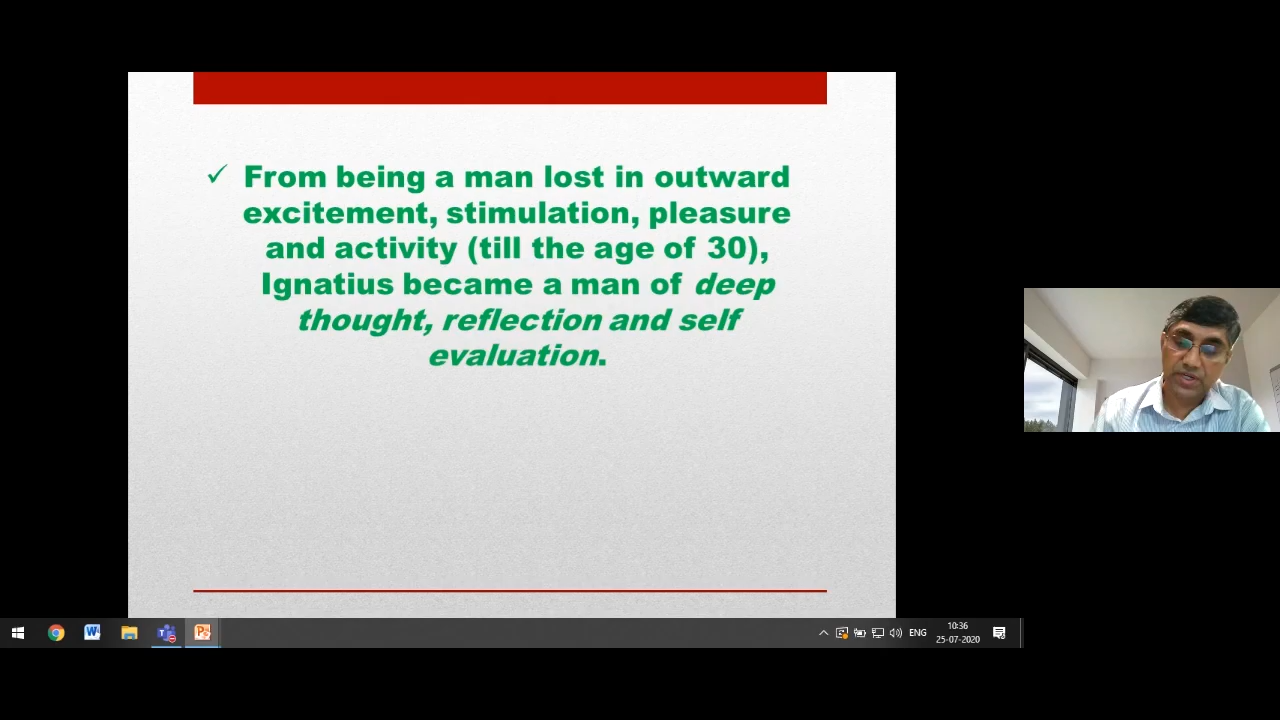 ✓ From being a man lost in outward
excitement, stimulation, pleasure
and activity (till the age of 30),
Ignatius became a man of deep
thought, reflection and self
evaluation.
ENG
10:36
25-07-2020